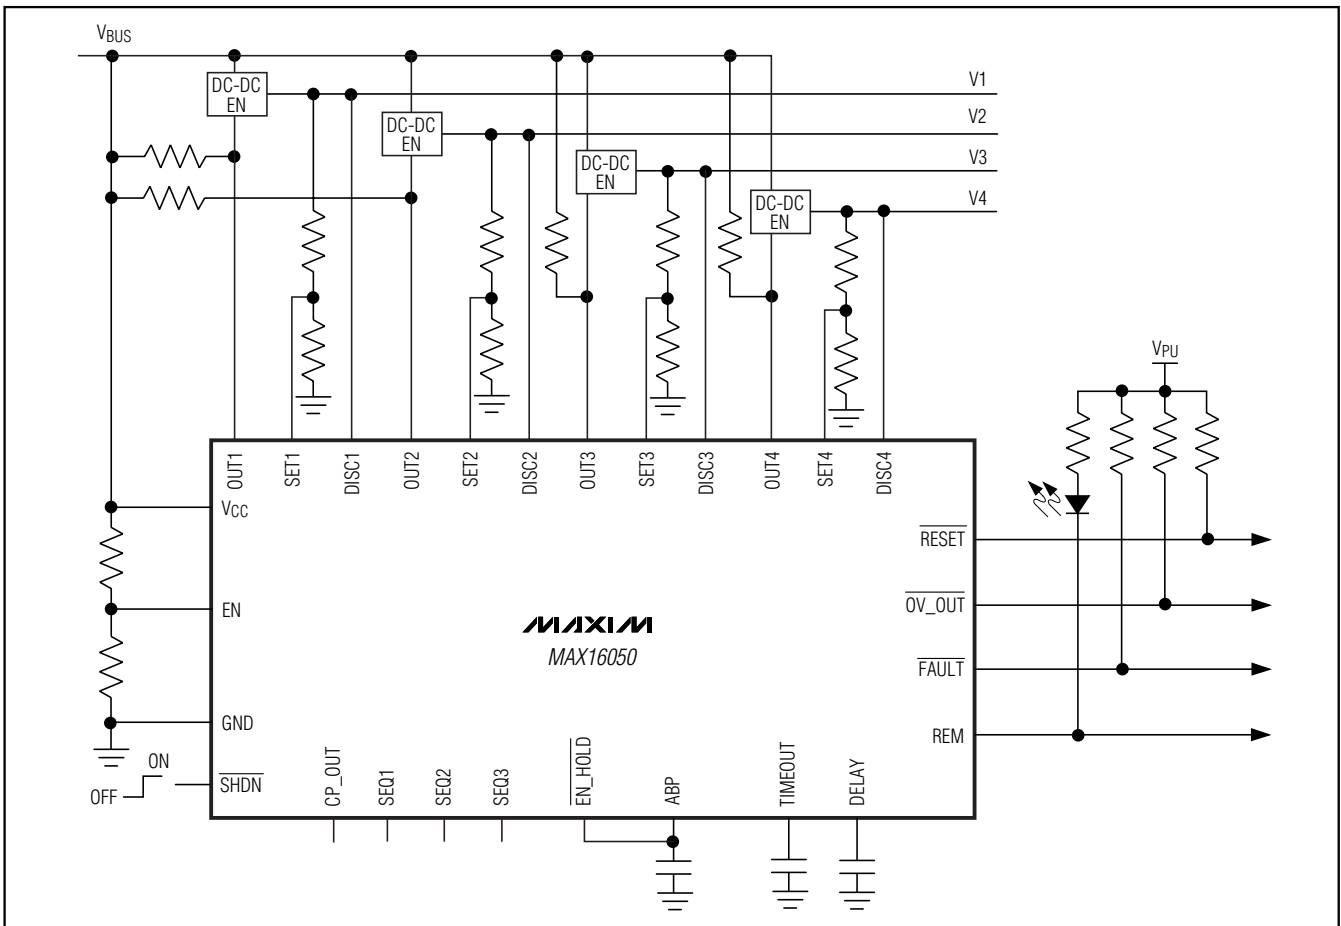 VBUS
DC-DC
EN
V1
DC-DC
EN
V2
DC-DC
EN
V3
DC-DC
EN
V4
VPU
OUT1
SET1
DISC1
OUT2
SET2
DISC2
OUT3
SET3
DISC3
OUT4
SET4
DISC4
VCC
RESET
EN
OV_OUT
MAXIM
MAX16050
FAULT
GND
REM
ON
OFF
SHDN
CP_OUT
SEQ1
SEQ2
SEQ3
EN_HOLD
ABP
TIMEOUT
DELAY